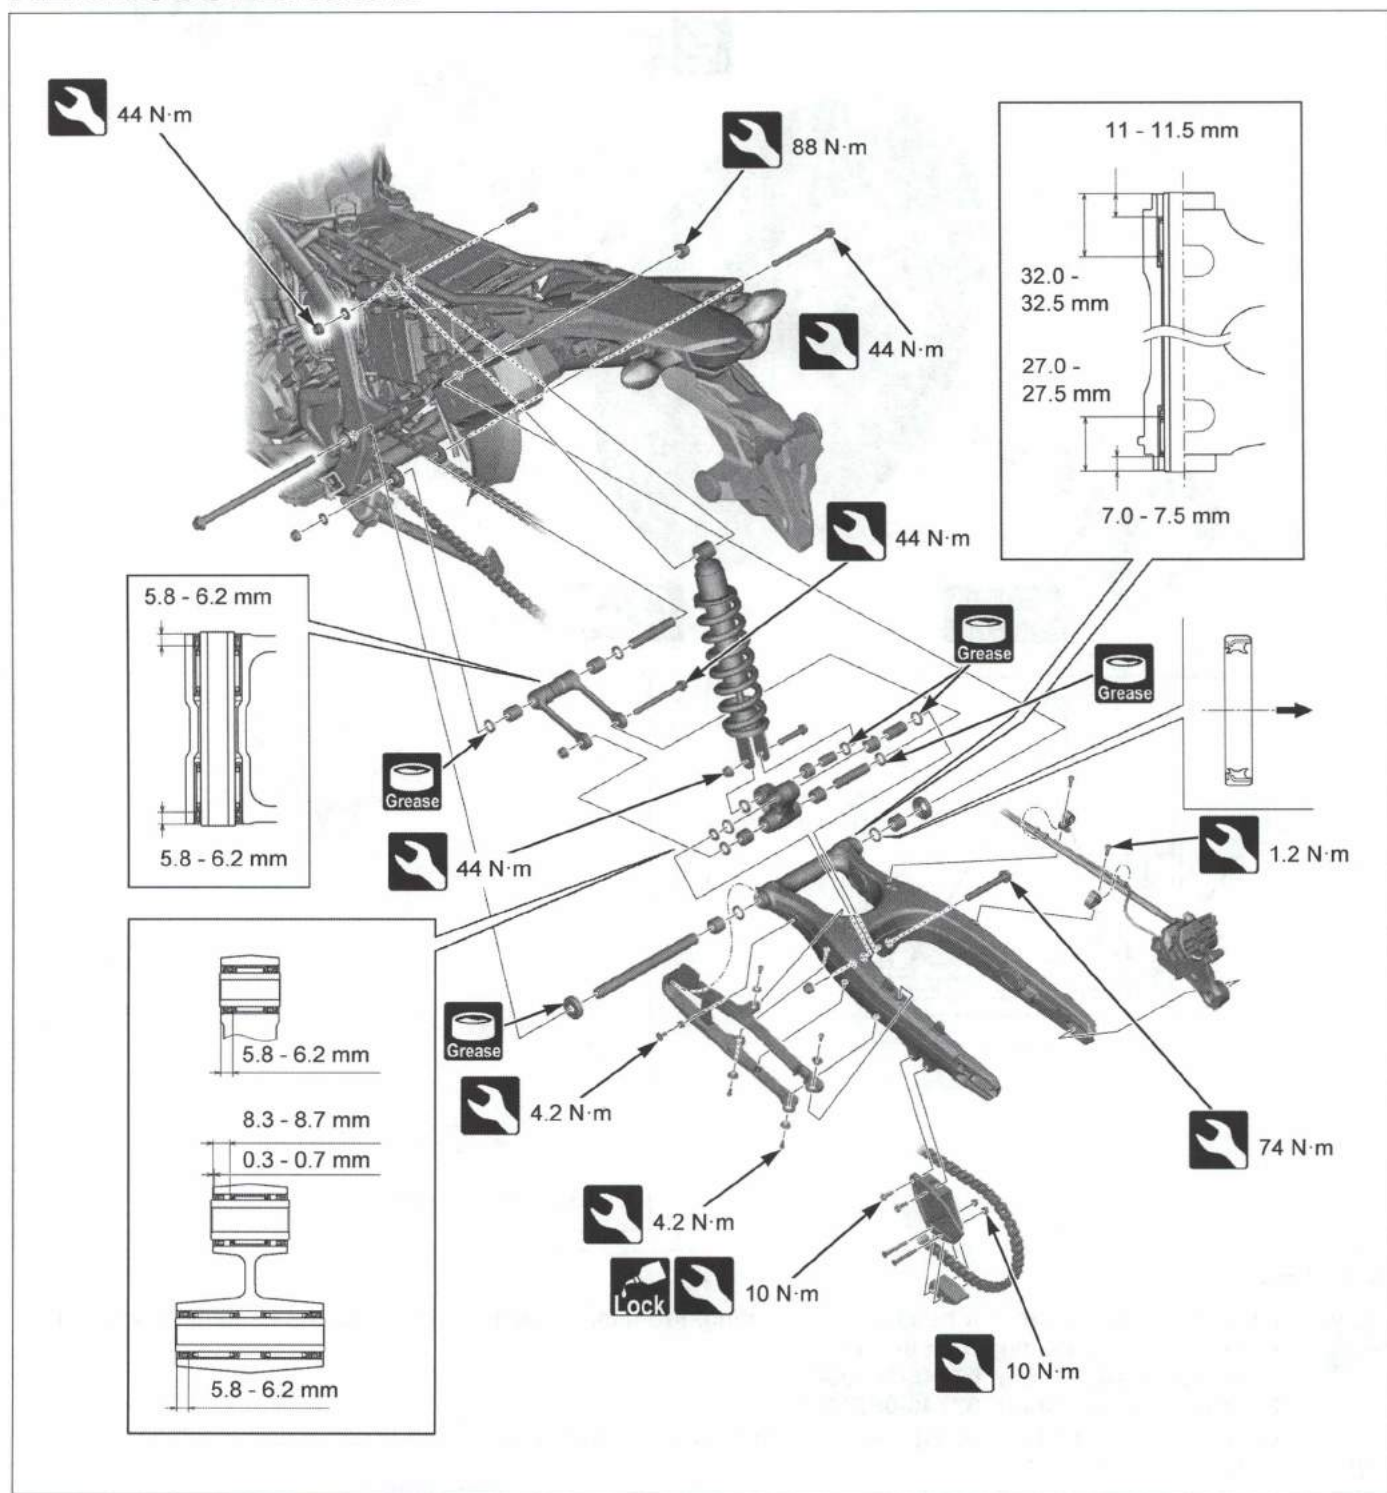 44 N·m
88 N·m
11 - 11.5 mm
32.0 -
32.5 mm
44 N·m
27.0 -
27.5 mm
7.0 - 7.5 mm
44 N·m
5.8 - 6.2 mm
Grease
Grease
Grease
5.8 - 6.2 mm
44 N·m
1.2 N·m
Grease
5.8 - 6.2 mm
4.2 N·m
8.3 - 8.7 mm
0.3 - 0.7 mm
74 N·m
4.2 N·m
Lock
10 N·m
10 N·m
5.8 - 6.2 mm